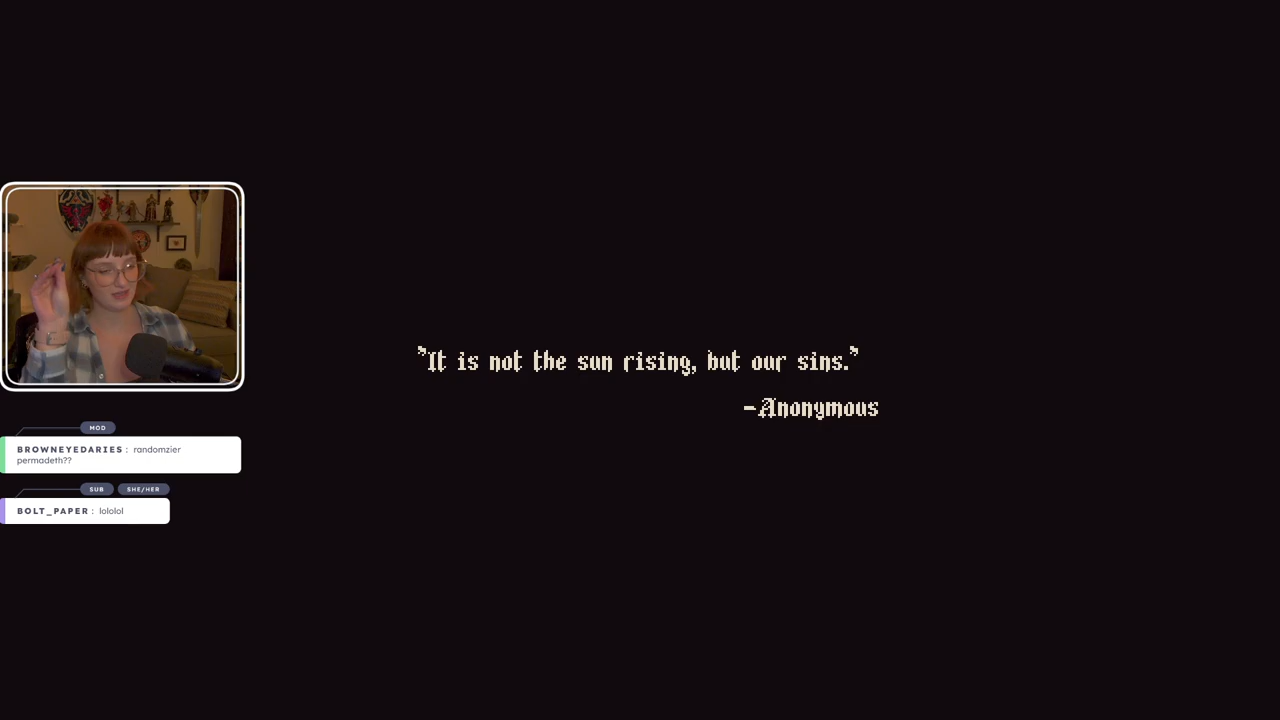 "It is not the sun rising, but our sins."
-Anonymous
MOD
BROWNEYEDARIES : randomzier
permadeth??
SUB SHE/HER
BOLT_PAPER : lololol